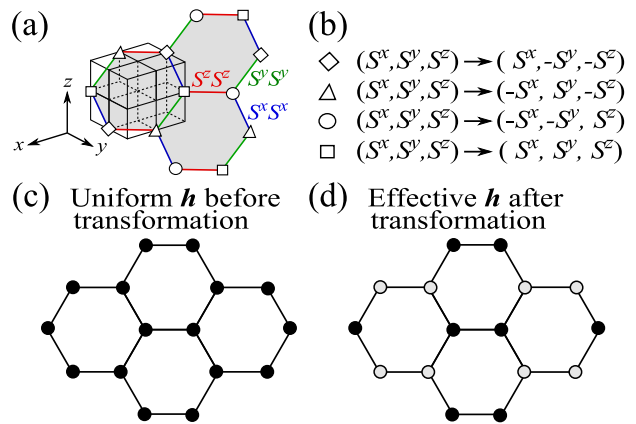 (a)
S^z S^z
S^y S^y
S^x S^x
z
x
y
(b)
◇ (S^x, S^y, S^z) → ( S^x, -S^y, -S^z)
△ (S^x, S^y, S^z) → (-S^x, S^y, -S^z)
○ (S^x, S^y, S^z) → (-S^x, -S^y, S^z)
□ (S^x, S^y, S^z) → ( S^x, S^y, S^z)
(c) Uniform h before
transformation
(d) Effective h after
transformation